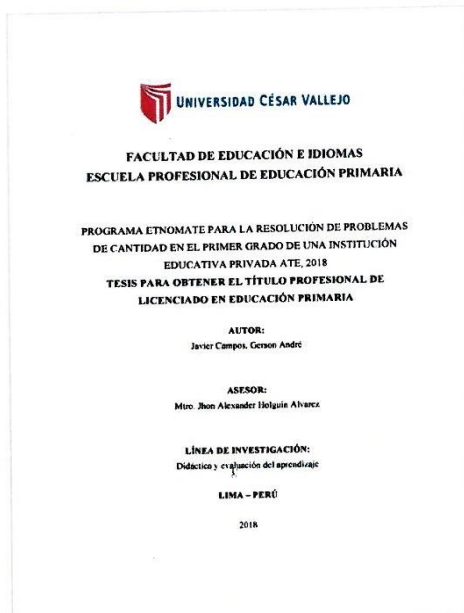 UNIVERSIDAD CÉSAR VALLEJO
FACULTAD DE EDUCACIÓN E IDIOMAS
ESCUELA PROFESIONAL DE EDUCACIÓN PRIMARIA
PROGRAMA ETNOMATE PARA LA RESOLUCIÓN DE PROBLEMAS
DE CANTIDAD EN EL PRIMER GRADO DE UNA INSTITUCIÓN
EDUCATIVA PRIVADA ATE, 2018
TESIS PARA OBTENER EL TÍTULO PROFESIONAL DE
LICENCIADO EN EDUCACIÓN PRIMARIA
AUTOR:
Javier Campos, Gerson André
ASESOR:
Mtro. Jhon Alexander Holguin Alvarez
LÍNEA DE INVESTIGACIÓN:
Didáctica y evaluación del aprendizaje
LIMA – PERÚ
2018